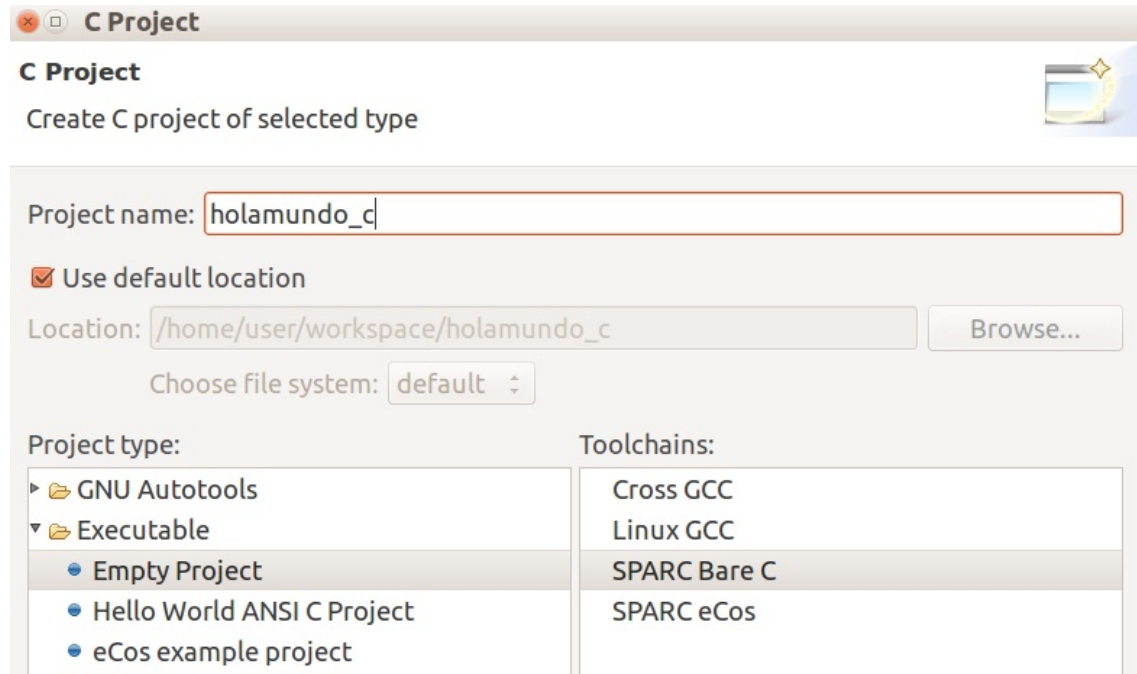 C Project
C Project
Create C project of selected type
Project name: holamundo_c
Use default location
Location: /home/user/workspace/holamundo_c Browse...
Choose file system: default
Project type:
GNU Autotools
Executable
Empty Project
Hello World ANSI C Project
eCos example project
Toolchains:
Cross GCC
Linux GCC
SPARC Bare C
SPARC eCos